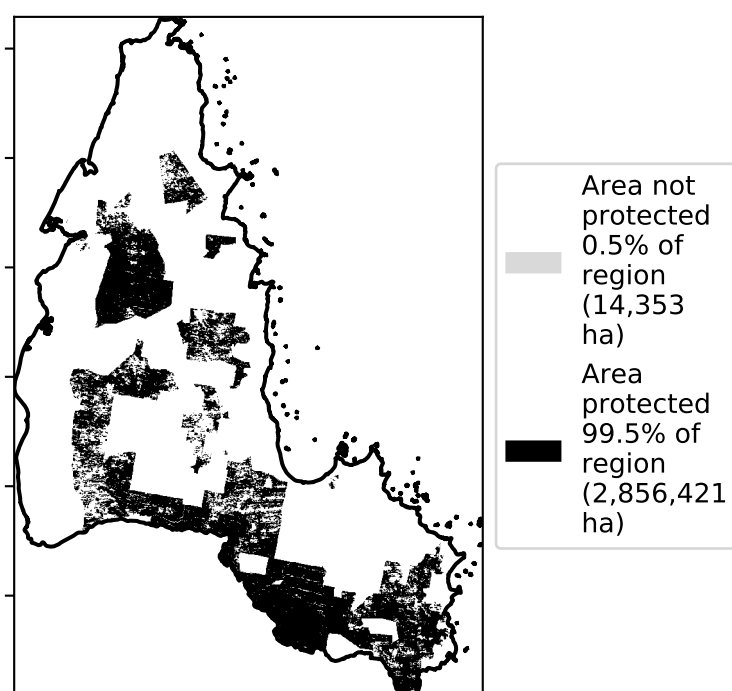 Area not
protected
0.5% of
region
(14,353
ha)
Area
protected
99.5% of
region
(2,856,421
ha)